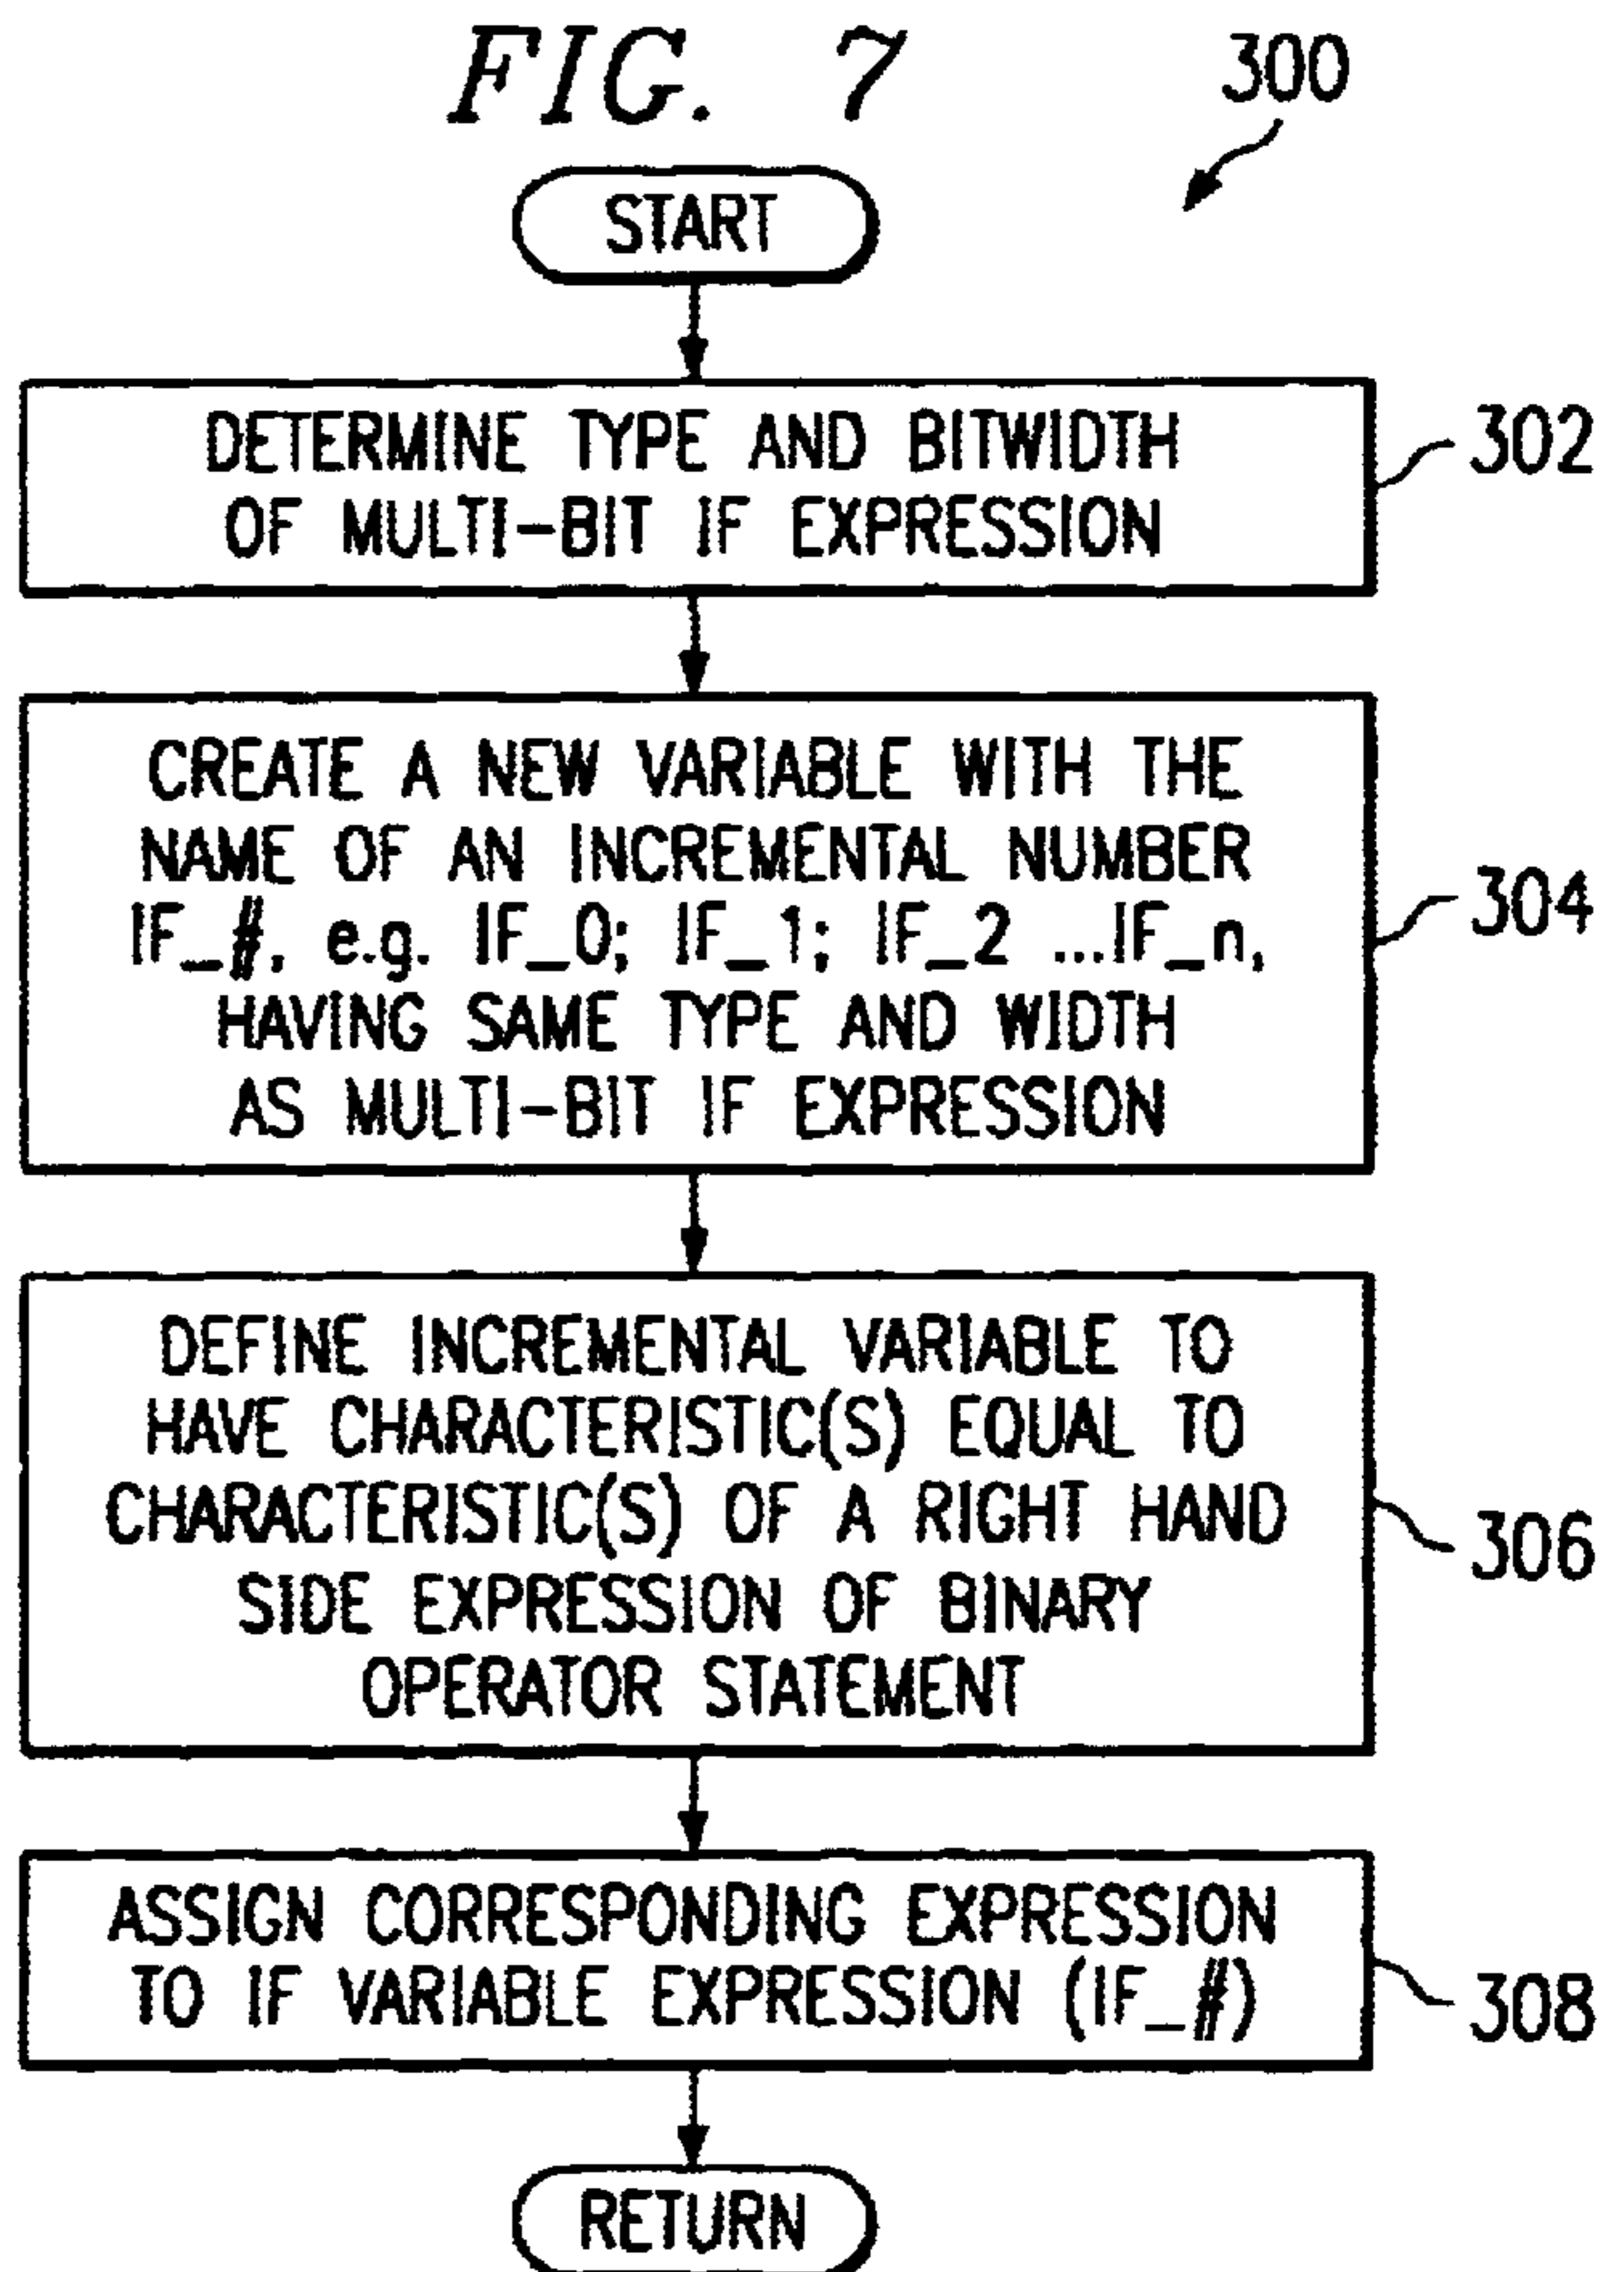 FIG. 7
300
START
DETERMINE TYPE AND BITWIDTH
OF MULTI-BIT IF EXPRESSION
302
CREATE A NEW VARIABLE WITH THE
NAME OF AN INCREMENTAL NUMBER
IF_#, e.g. IF_0; IF_1; IF_2 ...IF_n,
HAVING SAME TYPE AND WIDTH
AS MULTI-BIT IF EXPRESSION
304
DEFINE INCREMENTAL VARIABLE TO
HAVE CHARACTERISTIC(S) EQUAL TO
CHARACTERISTIC(S) OF A RIGHT HAND
SIDE EXPRESSION OF BINARY
OPERATOR STATEMENT
306
ASSIGN CORRESPONDING EXPRESSION
TO IF VARIABLE EXPRESSION (IF_#)
308
RETURN